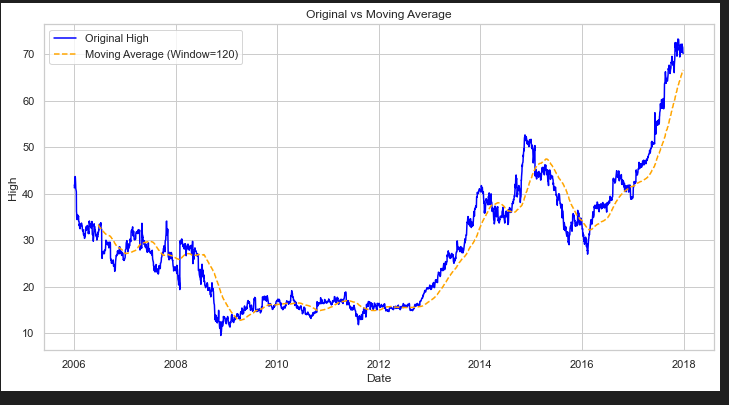 Original vs Moving Average
Original High
Moving Average (Window=120)
70
60
50
40
30
20
10
High
2006 2008 2010 2012 2014 2016 2018
Date